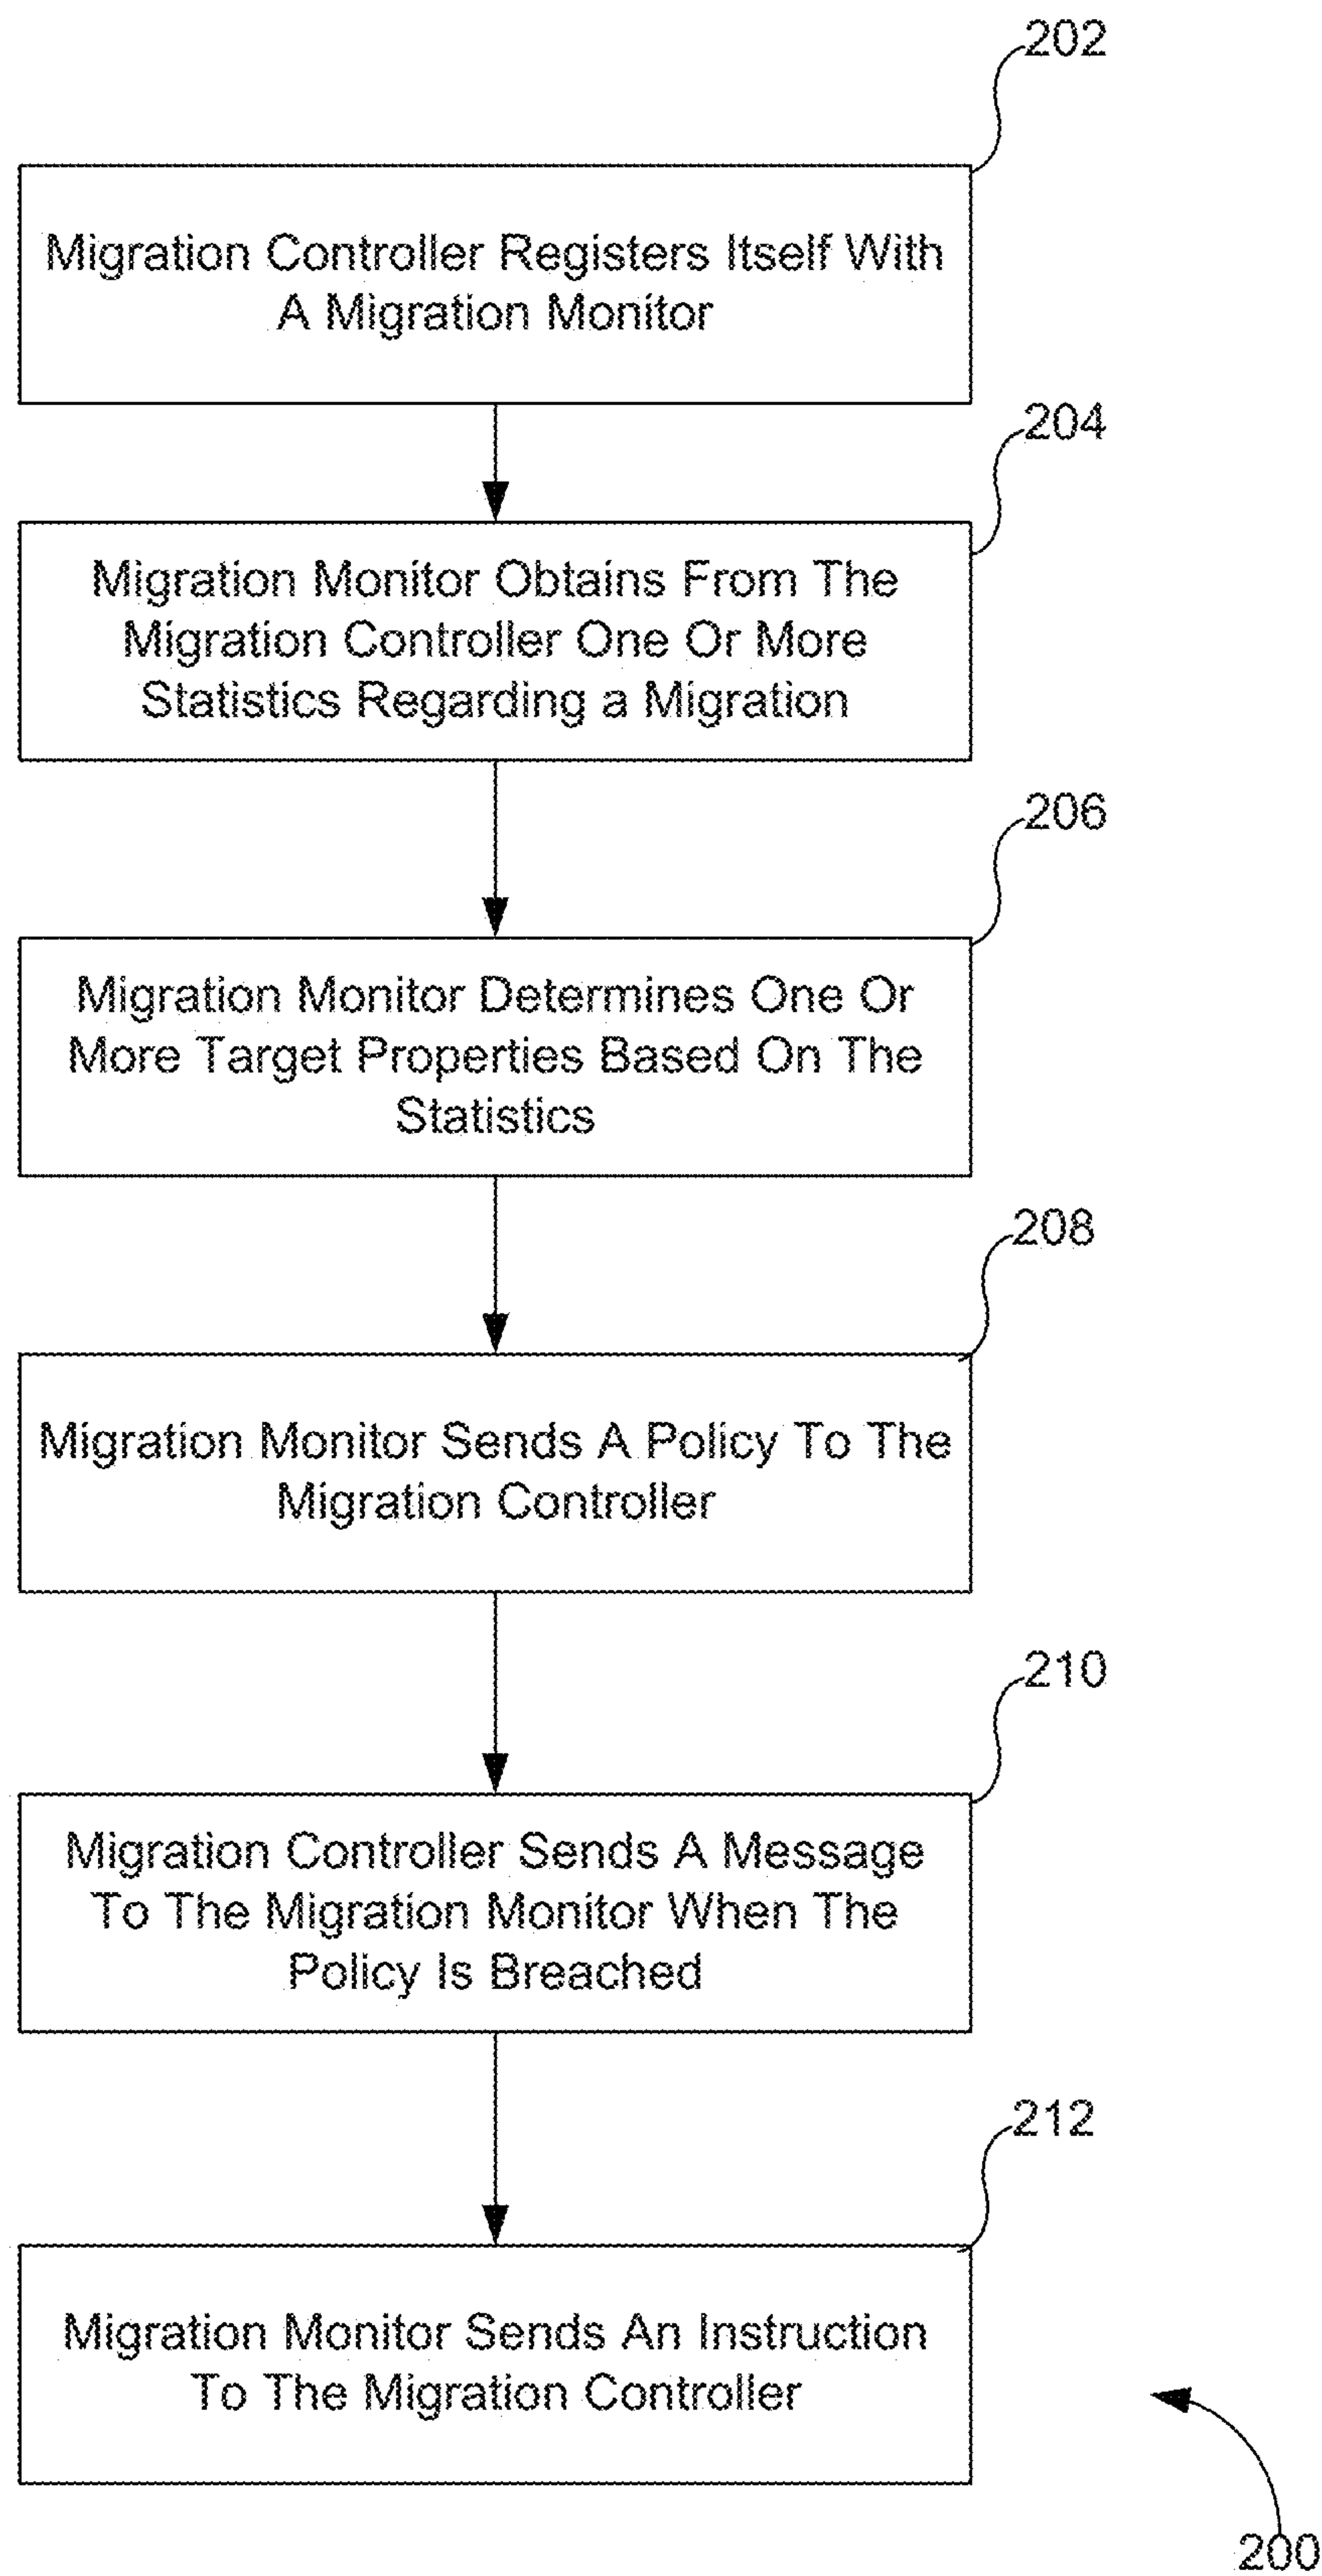 202
Migration Controller Registers Itself With
A Migration Monitor
204
Migration Monitor Obtains From The
Migration Controller One Or More
Statistics Regarding a Migration
206
Migration Monitor Determines One Or
More Target Properties Based On The
Statistics
208
Migration Monitor Sends A Policy To The
Migration Controller
210
Migration Controller Sends A Message
To The Migration Monitor When The
Policy Is Breached
212
Migration Monitor Sends An Instruction
To The Migration Controller
200